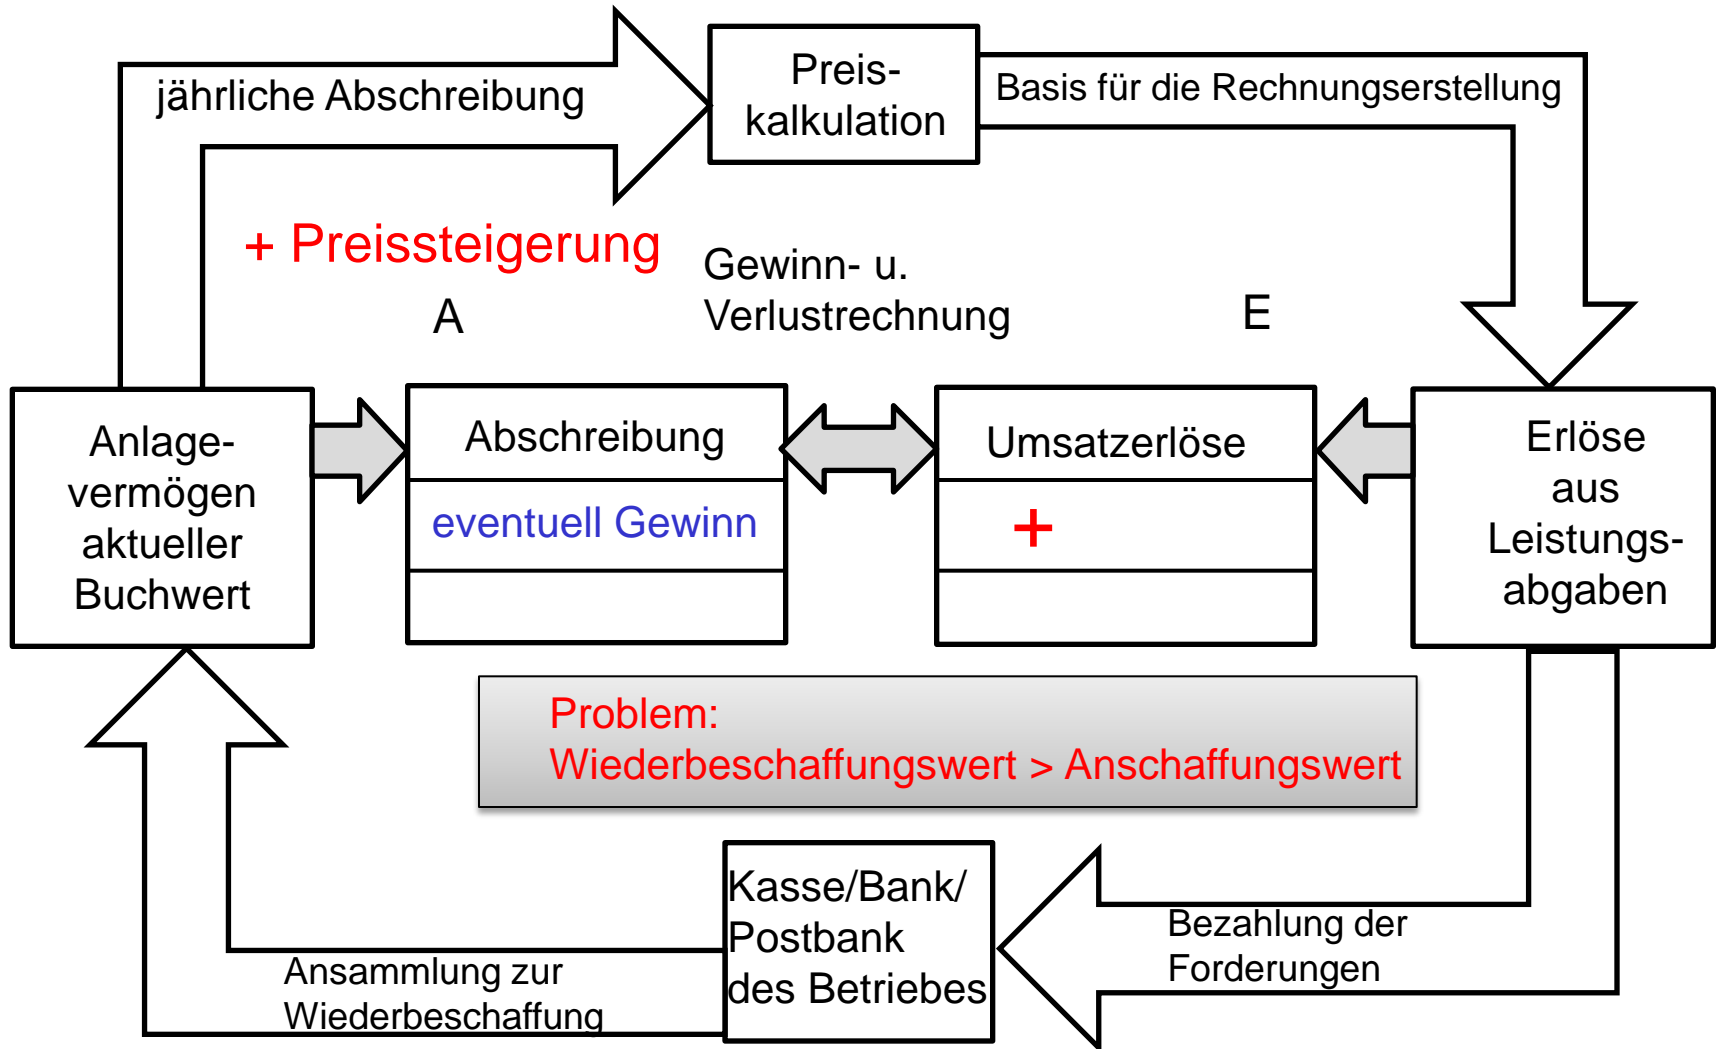 jährliche Abschreibung
Preis-
kalkulation
Basis für die Rechnungserstellung
+ Preissteigerung
Gewinn- u.
Verlustrechnung
A
E
Anlage-
vermögen
aktueller
Buchwert
Abschreibung
eventuell Gewinn
Umsatzerlöse
+
Erlöse
aus
Leistungs-
abgaben
Problem:
Wiederbeschaffungswert > Anschaffungswert
Kasse/Bank/
Postbank
des Betriebes
Bezahlung der
Forderungen
Ansammlung zur
Wiederbeschaffung